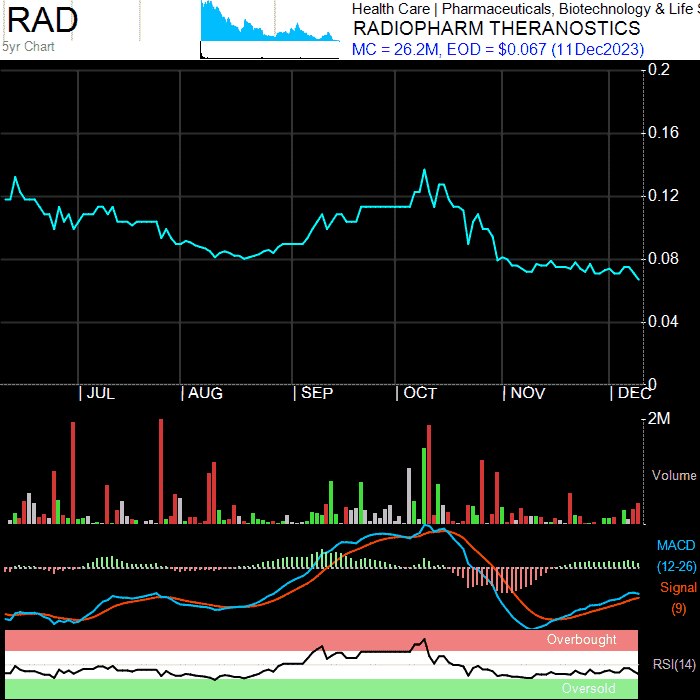 RAD
5yr Chart
Health Care | Pharmaceuticals, Biotechnology & Life S
RADIOPHARM THERANOSTICS
MC = 26.2M, EOD = $0.067 (11Dec2023)
0.2
0.16
0.12
0.08
0.04
0
JUL AUG SEP OCT NOV DEC
2M
Volume
MACD
(12-26)
Signal
(9)
Overbought
RSI(14)
Oversold